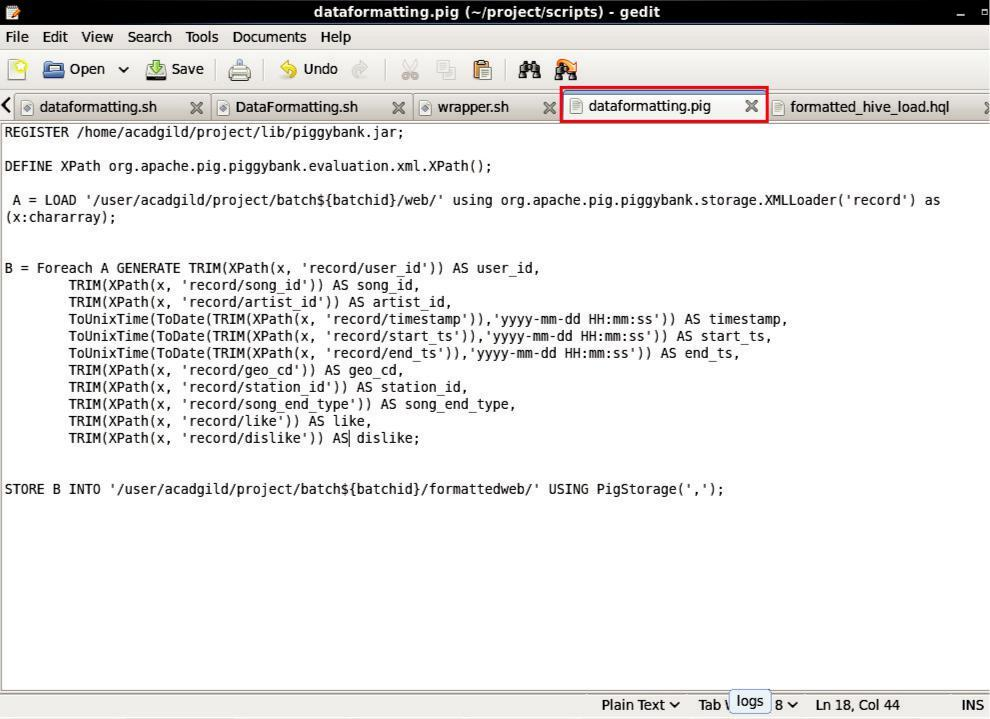 dataformatting.pig (~/project/scripts) - gedit
File Edit View Search Tools Documents Help
Open Save Undo
dataformatting.sh DataFormatting.sh wrapper.sh dataformatting.pig formatted_hive_load.hql
REGISTER /home/acadgild/project/lib/piggybank.jar;
DEFINE XPath org.apache.pig.piggybank.evaluation.xml.XPath();
A = LOAD '/user/acadgild/project/batch${batchid}/web/' using org.apache.pig.piggybank.storage.XMLLoader('record') as
(x:chararray);
B = Foreach A GENERATE TRIM(XPath(x, 'record/user_id')) AS user_id,
TRIM(XPath(x, 'record/song_id')) AS song_id,
TRIM(XPath(x, 'record/artist_id')) AS artist_id,
ToUnixTime(ToDate(TRIM(XPath(x, 'record/timestamp')),'yyyy-mm-dd HH:mm:ss')) AS timestamp,
ToUnixTime(ToDate(TRIM(XPath(x, 'record/start_ts')),'yyyy-mm-dd HH:mm:ss')) AS start_ts,
ToUnixTime(ToDate(TRIM(XPath(x, 'record/end_ts')),'yyyy-mm-dd HH:mm:ss')) AS end_ts,
TRIM(XPath(x, 'record/geo_cd')) AS geo_cd,
TRIM(XPath(x, 'record/station_id')) AS station_id,
TRIM(XPath(x, 'record/song_end_type')) AS song_end_type,
TRIM(XPath(x, 'record/like')) AS like,
TRIM(XPath(x, 'record/dislike')) AS dislike;
STORE B INTO '/user/acadgild/project/batch${batchid}/formattedweb/' USING PigStorage(',');
Plain Text Tab logs 8 Ln 18, Col 44 INS